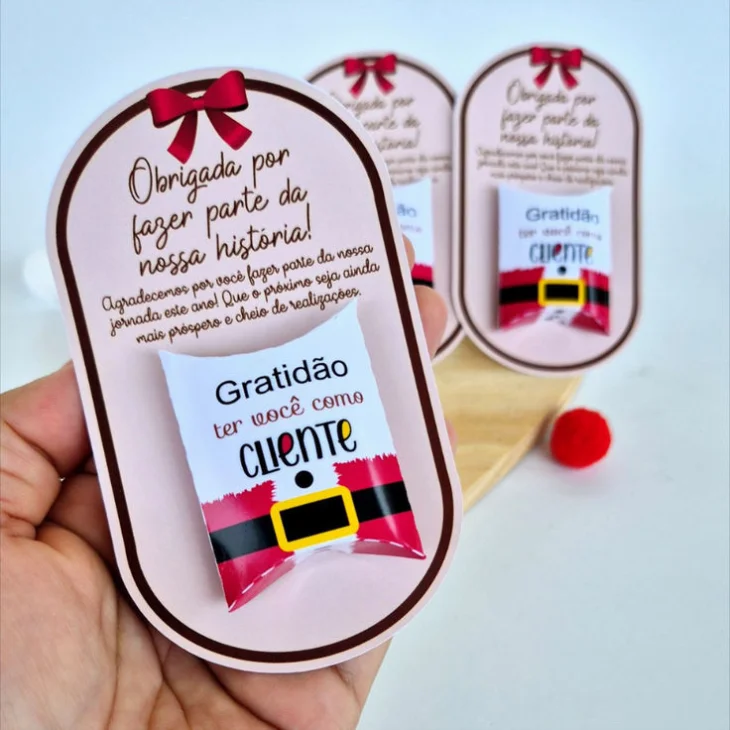 Obrigada por
fazer parte da
nossa história!
Agradecemos por você fazer parte da nossa
jornada este ano! Que o próximo seja ainda
mais próspero e cheio de realizações.
Gratidão
ter você como
CLIENTE
Obrigada por
fazer parte da
nossa história!
Gratidão
ter você como
CLIENTE